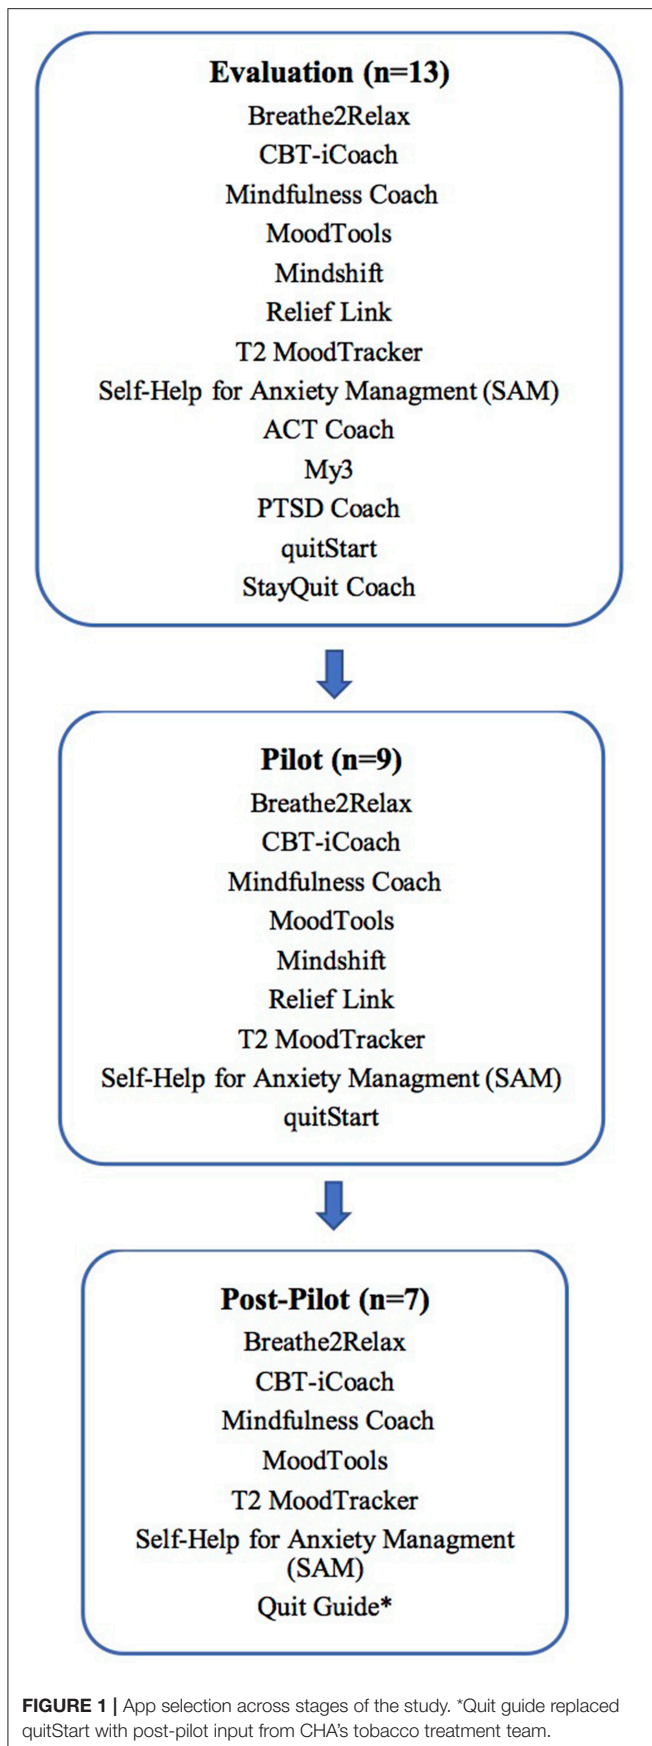 Evaluation (n=13)
Breathe2Relax
CBT-iCoach
Mindfulness Coach
MoodTools
Mindshift
Relief Link
T2 MoodTracker
Self-Help for Anxiety Managment (SAM)
ACT Coach
My3
PTSD Coach
quitStart
StayQuit Coach
Pilot (n=9)
Breathe2Relax
CBT-iCoach
Mindfulness Coach
MoodTools
Mindshift
Relief Link
T2 MoodTracker
Self-Help for Anxiety Managment (SAM)
quitStart
Post-Pilot (n=7)
Breathe2Relax
CBT-iCoach
Mindfulness Coach
MoodTools
T2 MoodTracker
Self-Help for Anxiety Managment
(SAM)
Quit Guide*
FIGURE 1 | App selection across stages of the study. *Quit guide replaced
quitStart with post-pilot input from CHA's tobacco treatment team.